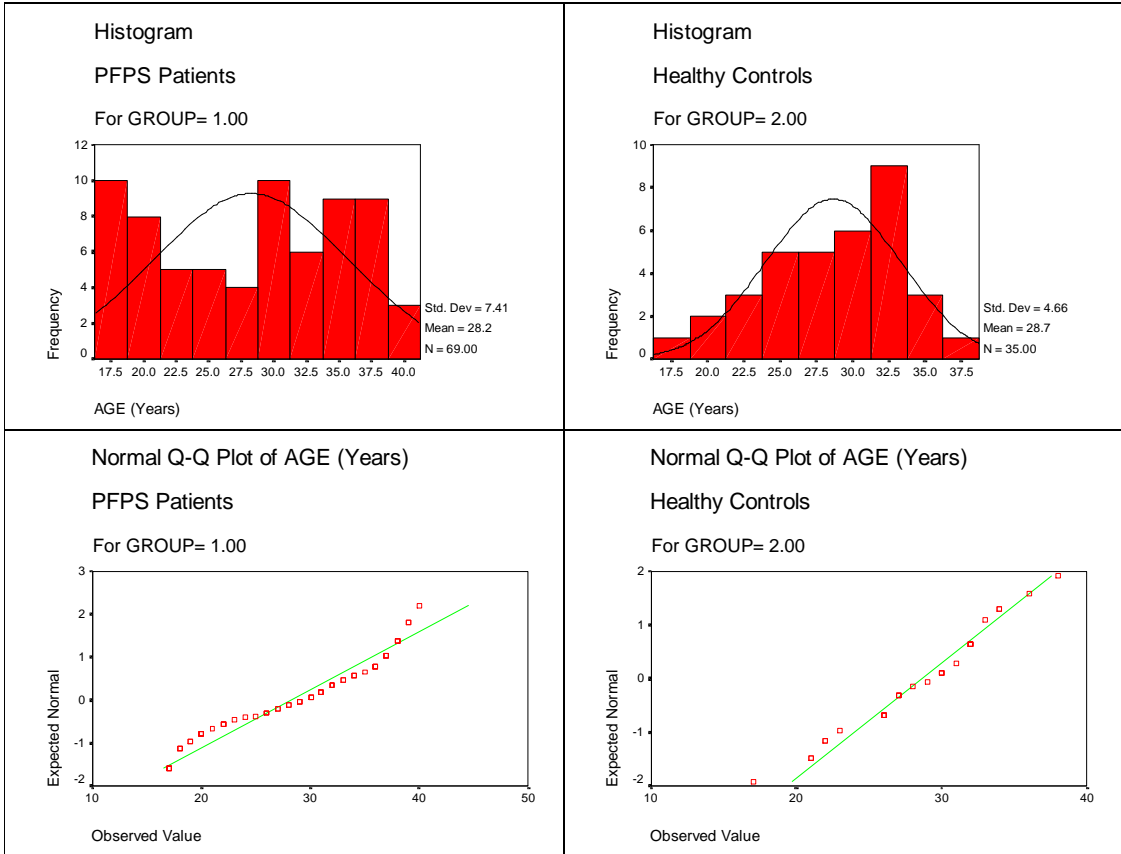 Histogram
PFPS Patients
For GROUP= 1.00
12
10
8
6
4
2
0
Frequency
17.5 20.0 22.5 25.0 27.5 30.0 32.5 35.0 37.5 40.0
AGE (Years)
Std. Dev = 7.41
Mean = 28.2
N = 69.00
Histogram
Healthy Controls
For GROUP= 2.00
10
8
6
4
2
0
Frequency
17.5 20.0 22.5 25.0 27.5 30.0 32.5 35.0 37.5
AGE (Years)
Std. Dev = 4.66
Mean = 28.7
N = 35.00
Normal Q-Q Plot of AGE (Years)
PFPS Patients
For GROUP= 1.00
3
2
1
0
-1
-2
Expected Normal
10 20 30 40 50
Observed Value
Normal Q-Q Plot of AGE (Years)
Healthy Controls
For GROUP= 2.00
2
1
0
-1
-2
Expected Normal
10 20 30 40
Observed Value